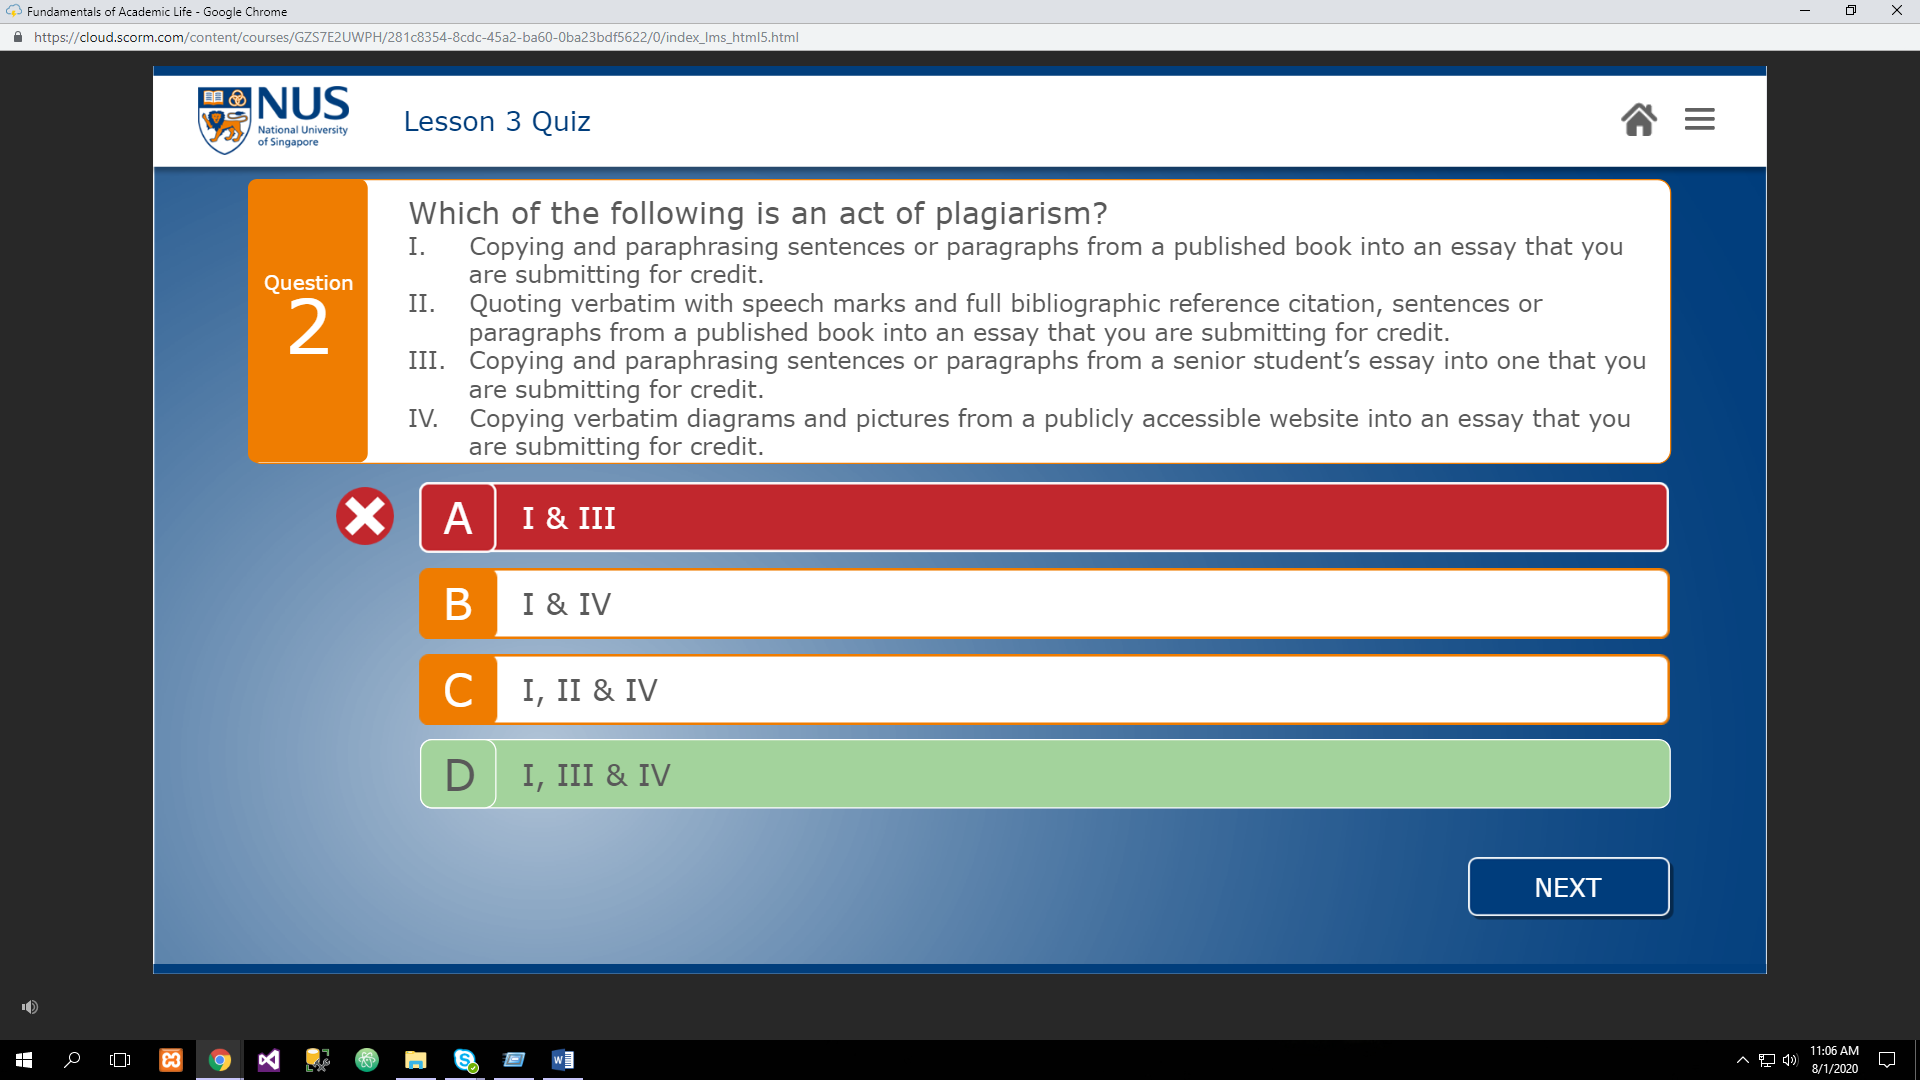 Fundamentals of Academic Life - Google Chrome
https://cloud.scorm.com/content/courses/GZS7E2UWPH/281c8354-8cdc-45a2-ba60-0ba23bdf5622/0/index_lms_html5.html
NUS
National University
of Singapore
Lesson 3 Quiz
Question
2
Which of the following is an act of plagiarism?
I. Copying and paraphrasing sentences or paragraphs from a published book into an essay that you
are submitting for credit.
II. Quoting verbatim with speech marks and full bibliographic reference citation, sentences or
paragraphs from a published book into an essay that you are submitting for credit.
III. Copying and paraphrasing sentences or paragraphs from a senior student’s essay into one that you
are submitting for credit.
IV. Copying verbatim diagrams and pictures from a publicly accessible website into an essay that you
are submitting for credit.
A I & III
B I & IV
C I, II & IV
D I, III & IV
NEXT
11:06 AM
8/1/2020